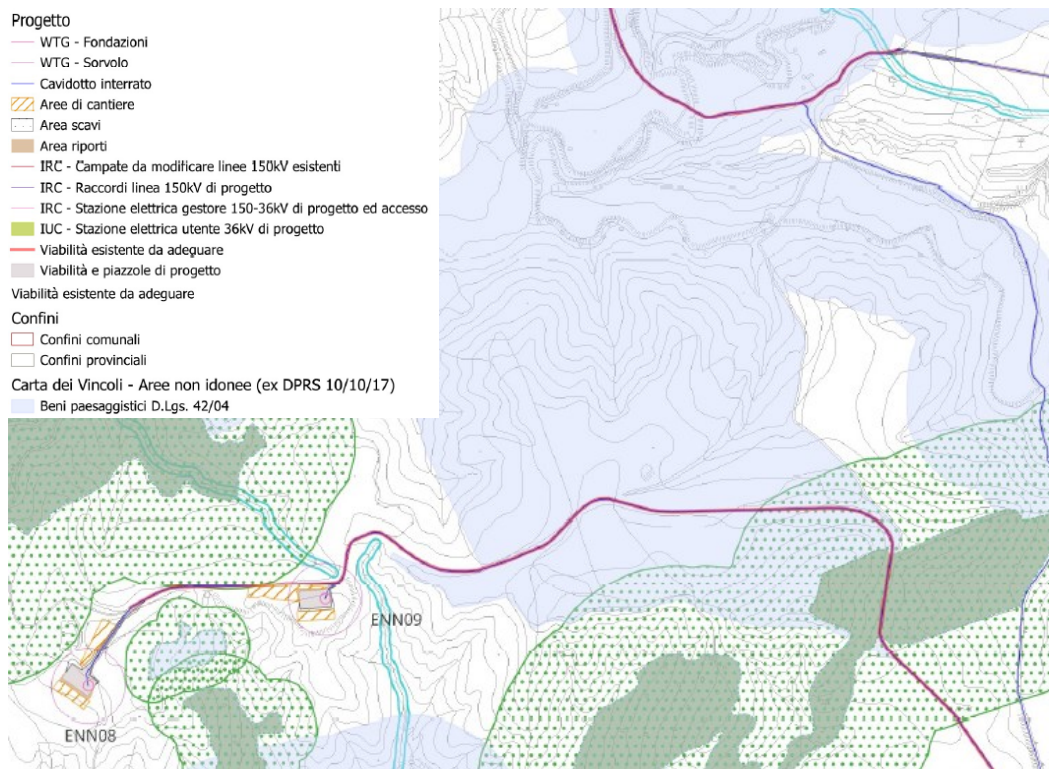 Progetto
WTG - Fondazioni
WTG - Sorvolo
Cavidotto interrato
Aree di cantiere
Area scavi
Area riporti
IRC - Campate da modificare linee 150kV esistenti
IRC - Raccordi linea 150kV di progetto
IRC - Stazione elettrica gestore 150-36kV di progetto ed accesso
IUC - Stazione elettrica utente 36kV di progetto
Viabilità esistente da adeguare
Viabilità e piazzole di progetto
Viabilità esistente da adeguare
Confini
Confini comunali
Confini provinciali
Carta dei Vincoli - Aree non idonee (ex DPRS 10/10/17)
Beni paesaggistici D.Lgs. 42/04
ENN09
ENN08